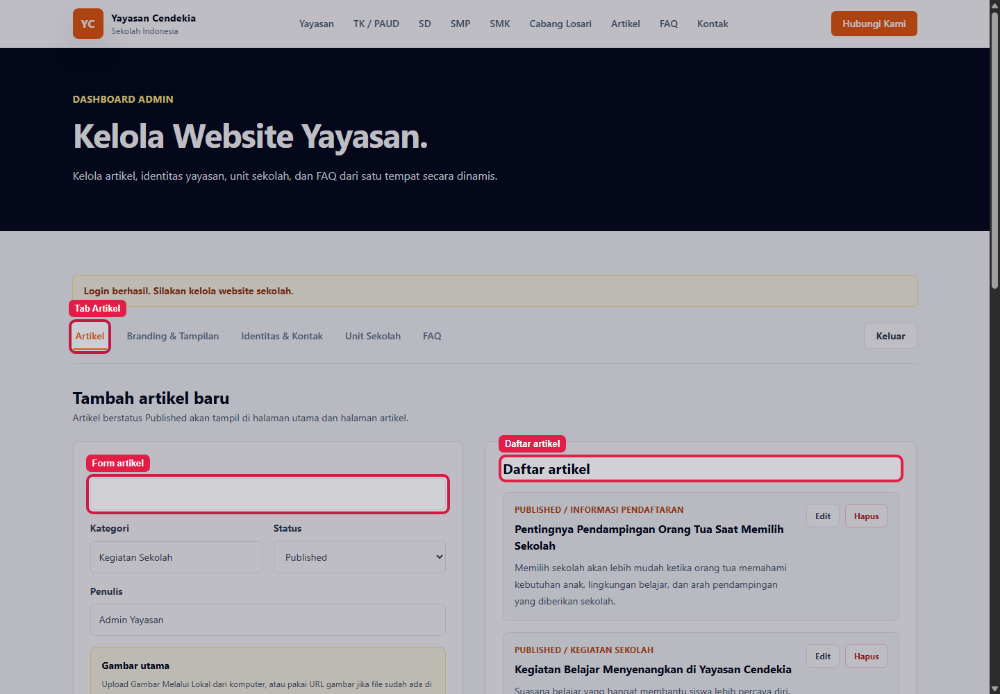 YC
Yayasan Cendekia
Sekolah Indonesia
Yayasan
TK / PAUD
SD
SMP
SMK
Cabang Losari
Artikel
FAQ
Kontak
Hubungi Kami
DASHBOARD ADMIN
Kelola Website Yayasan.
Kelola artikel, identitas yayasan, unit sekolah, dan FAQ dari satu tempat secara dinamis.
Login berhasil. Silakan kelola website sekolah.
Tab Artikel
Artikel
Branding & Tampilan
Identitas & Kontak
Unit Sekolah
FAQ
Keluar
Tambah artikel baru
Artikel berstatus Published akan tampil di halaman utama dan halaman artikel.
Form artikel
Kategori
Status
Kegiatan Sekolah
Published
Penulis
Admin Yayasan
Gambar utama
Upload Gambar Melalui Lokal dari komputer, atau pakai URL gambar jika file sudah ada di
Daftar artikel
Daftar artikel
PUBLISHED / INFORMASI PENDAFTARAN
Edit
Hapus
Pentingnya Pendampingan Orang Tua Saat Memilih
Sekolah
Memilih sekolah akan lebih mudah ketika orang tua memahami
kebutuhan anak, lingkungan belajar, dan arah pendampingan
yang diberikan sekolah.
PUBLISHED / KEGIATAN SEKOLAH
Edit
Hapus
Kegiatan Belajar Menyenangkan di Yayasan Cendekia
Suasana belajar yang hangat membantu siswa lebih percaya diri,